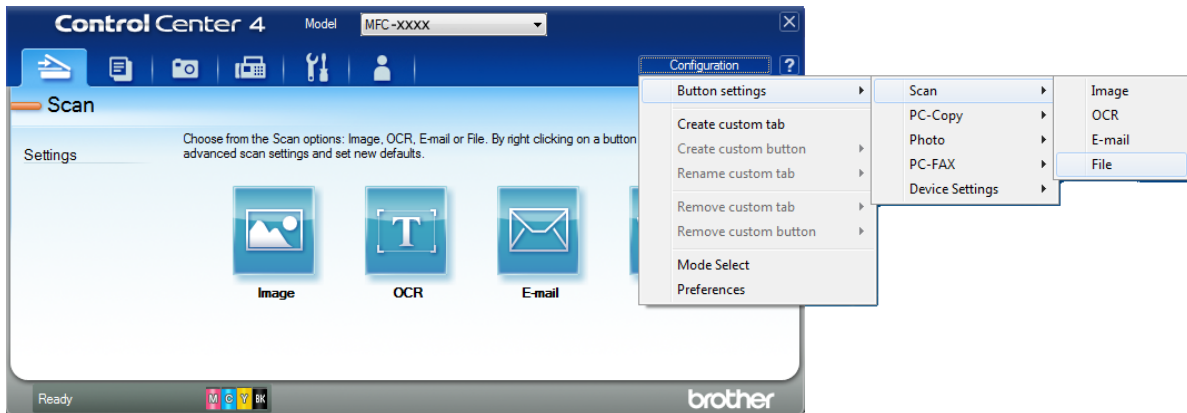 Control Center 4 Model MFC-XXXX
Configuration ?
Scan
Settings
Choose from the Scan options: Image, OCR, E-mail or File. By right clicking on a button
advanced scan settings and set new defaults.
T
Image OCR E-mail
Button settings
Create custom tab
Create custom button
Rename custom tab
Remove custom tab
Remove custom button
Mode Select
Preferences
Scan
PC-Copy
Photo
PC-FAX
Device Settings
Image
OCR
E-mail
File
Ready M C Y BK brother